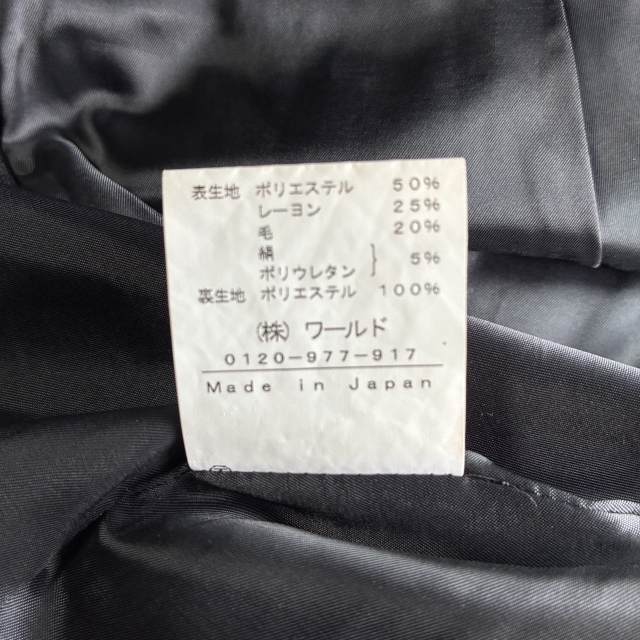 表生地 ポリエステル 50%
レーヨン 25%
毛 20%
絹
ポリウレタン } 5%
裏生地 ポリエステル 100%
(株) ワールド
0120-977-917
Made in Japan